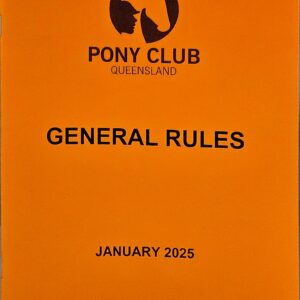 PONY CLUB
QUEENSLAND
GENERAL RULES
JANUARY 2025